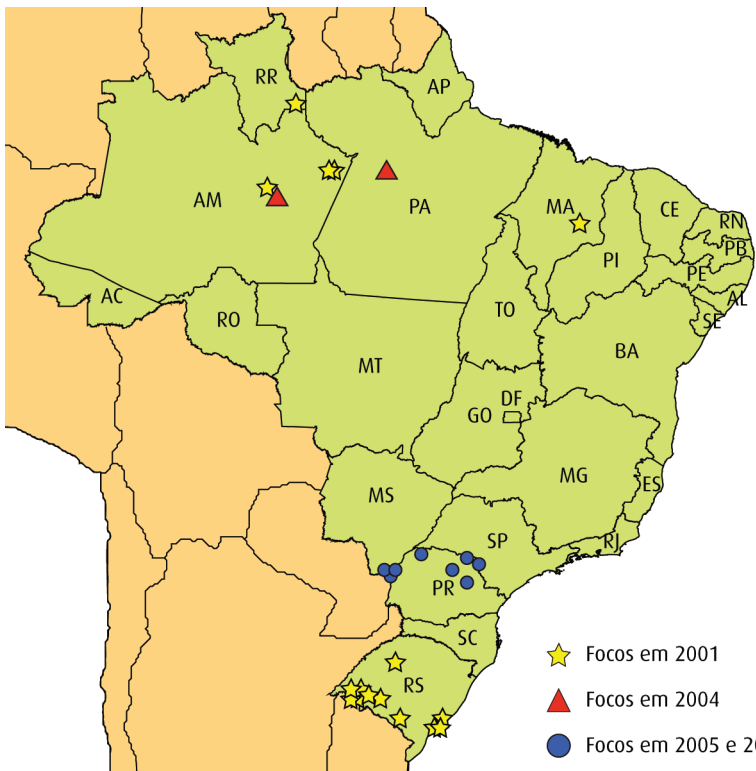 RR
AP
AM
PA
MA
CE
RN
PB
PI
PE
AL
AC
SE
RO
TO
BA
MT
DF
GO
MG
ES
MS
SP
RJ
PR
SC
RS
Focos em 2001
Focos em 2004
Focos em 2005 e